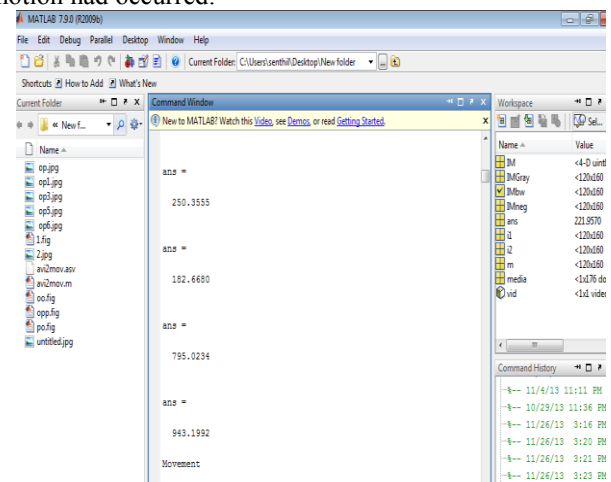 motion had occurred.
MATLAB 7.9.0 (R2009b)
File Edit Debug Parallel Desktop Window Help
Current Folder: C:\Users\senthil\Desktop\New folder
Shortcuts How to Add What's New
Current Folder
« New f...
Name
op.jpg
op1.jpg
op3.jpg
op5.jpg
op6.jpg
1.fig
2.jpg
avi2mov.asv
avi2mov.m
oo.fig
opp.fig
po.fig
untitled.jpg
Command Window
New to MATLAB? Watch this Video, see Demos, or read Getting Started.
ans =
250.3555
ans =
182.6680
ans =
795.0234
ans =
943.1992
Movement
Workspace
Sel...
Name Value
IM <4-D uint
IMGray <120x160
IMbw <120x160
IMneg <120x160
ans 221.9570
i1 <120x160
i2 <120x160
m <120x160
media <1x176 do
vid <1x1 video
Command History
%-- 11/4/13 11:11 PM
%-- 10/29/13 11:36 PM
%-- 11/26/13 3:16 PM
%-- 11/26/13 3:20 PM
%-- 11/26/13 3:21 PM
%-- 11/26/13 3:23 PM